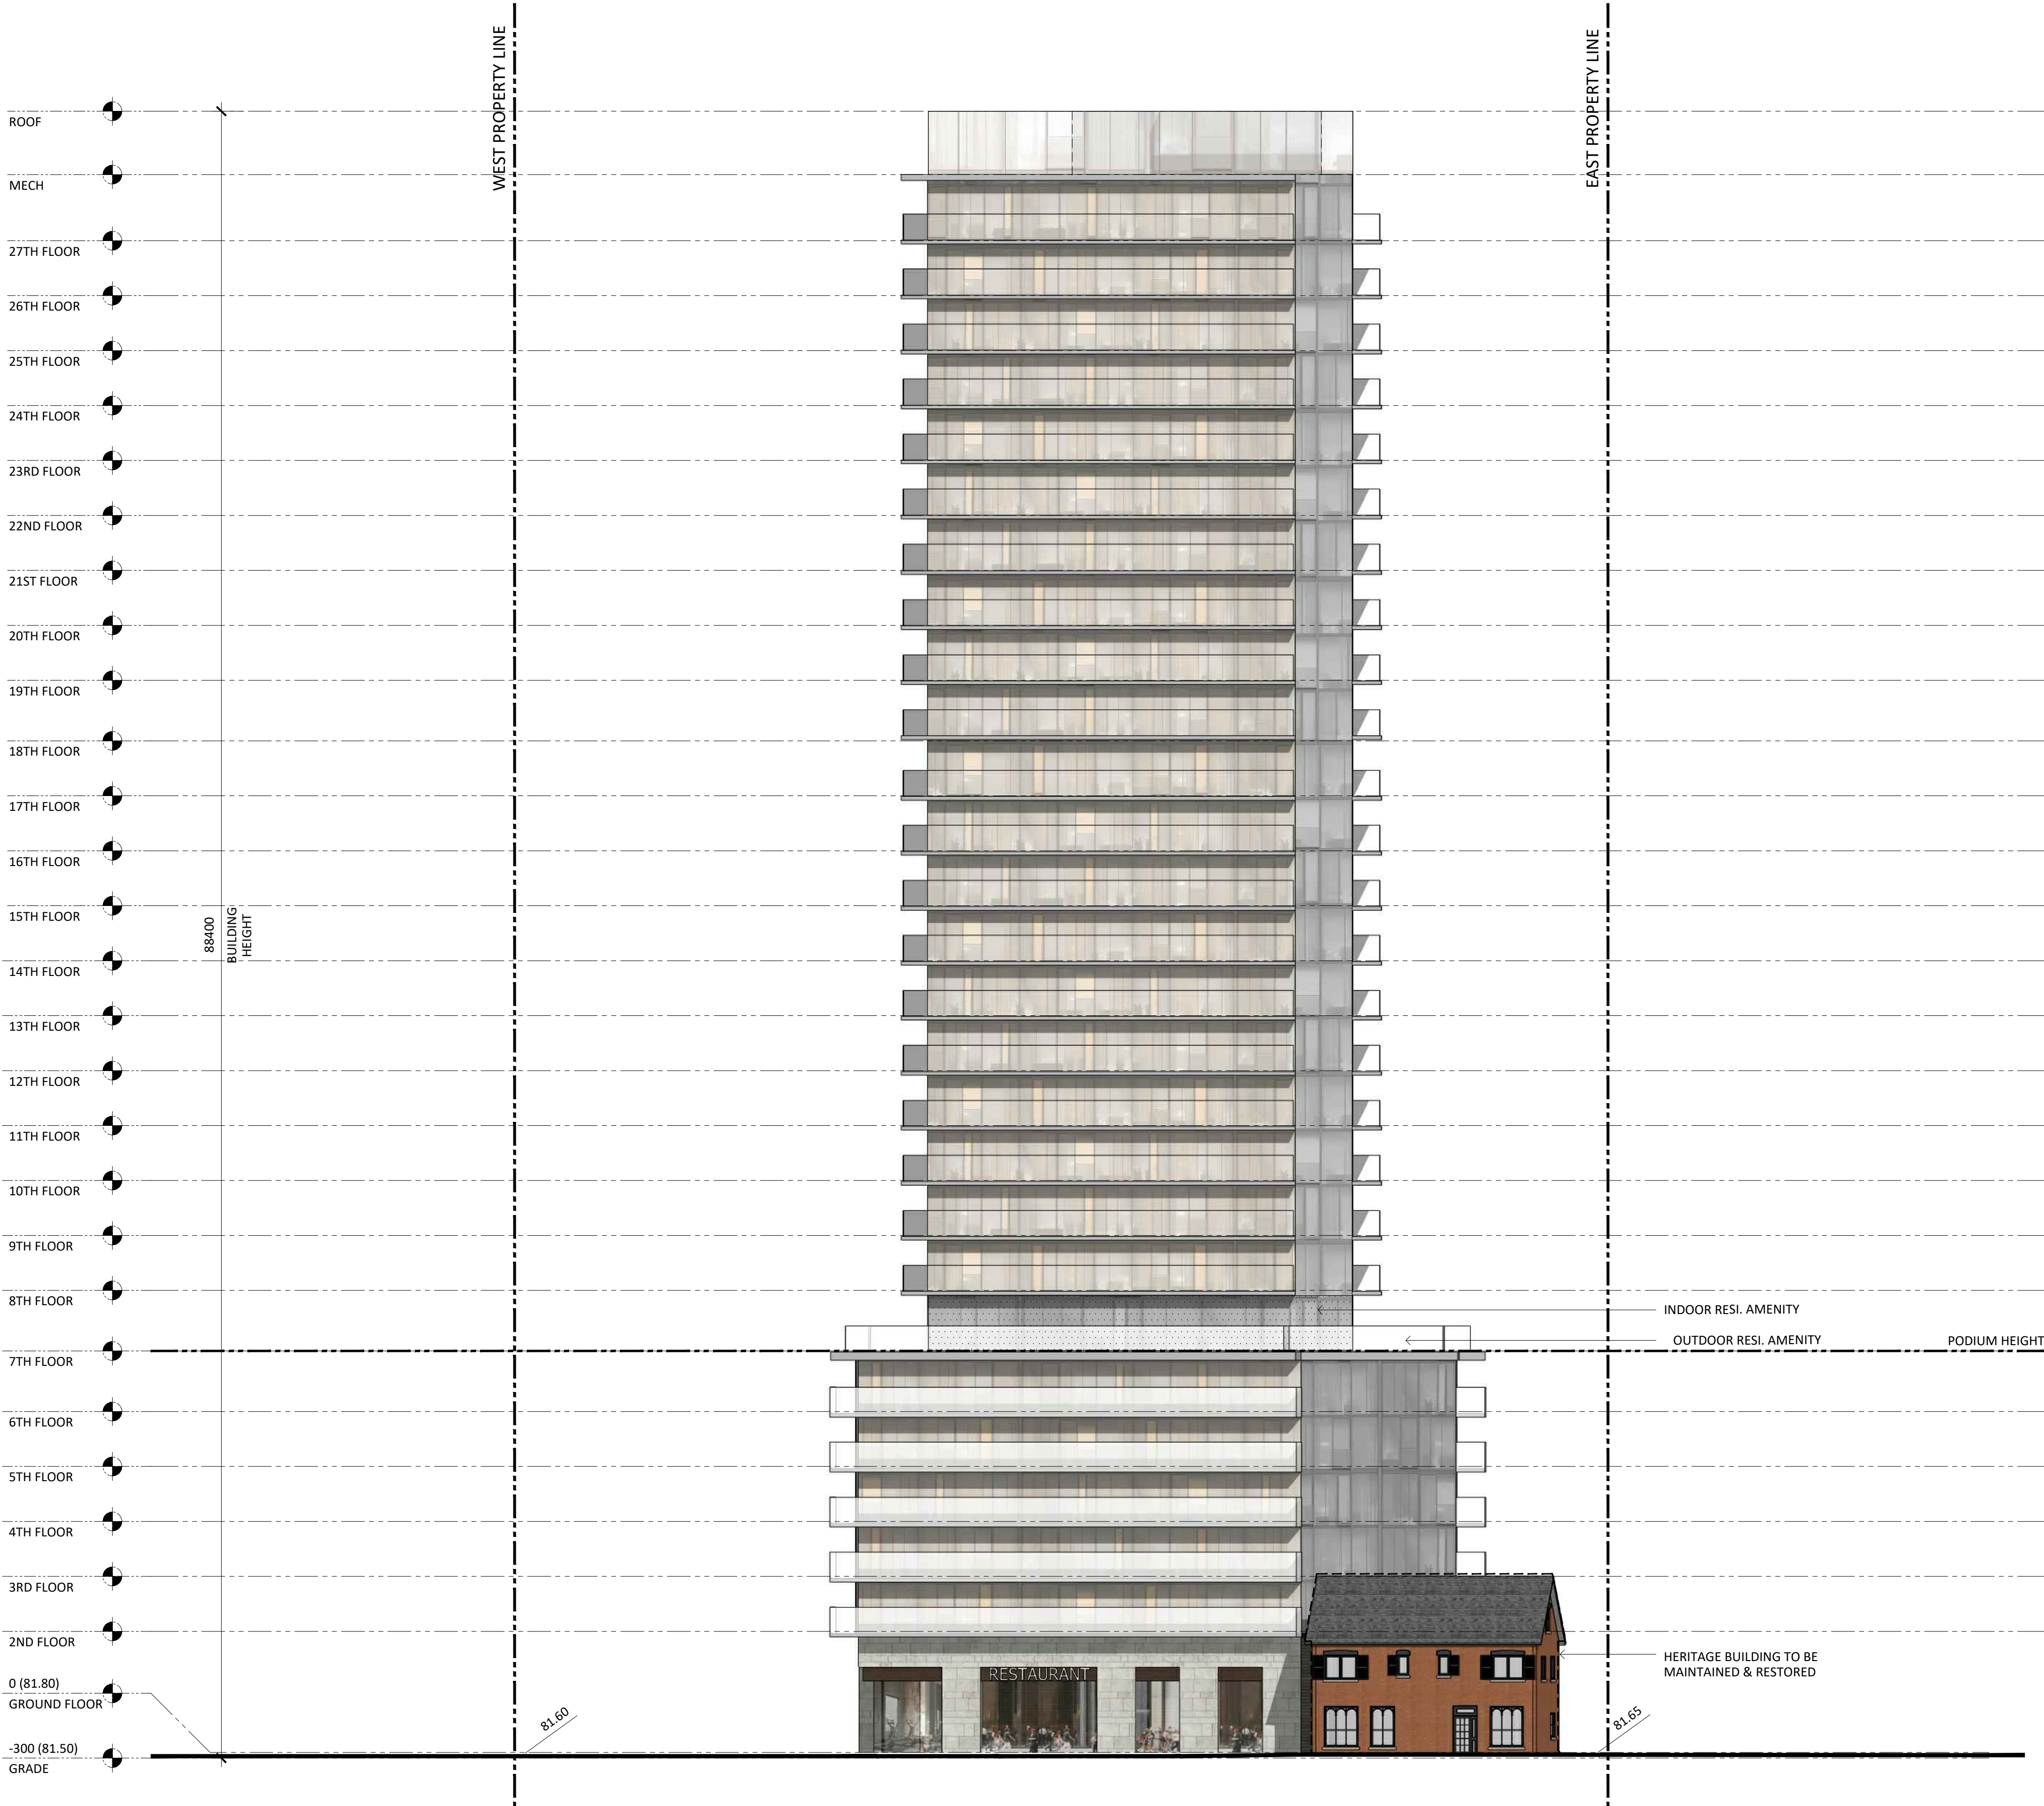 WEST PROPERTY LINE
EAST PROPERTY LINE
ROOF
MECH
27TH FLOOR
26TH FLOOR
25TH FLOOR
24TH FLOOR
23RD FLOOR
22ND FLOOR
21ST FLOOR
20TH FLOOR
19TH FLOOR
18TH FLOOR
17TH FLOOR
16TH FLOOR
15TH FLOOR
88400
BUILDING
HEIGHT
14TH FLOOR
13TH FLOOR
12TH FLOOR
11TH FLOOR
10TH FLOOR
9TH FLOOR
8TH FLOOR
INDOOR RESI. AMENITY
OUTDOOR RESI. AMENITY
PODIUM HEIGHT
7TH FLOOR
6TH FLOOR
5TH FLOOR
4TH FLOOR
3RD FLOOR
2ND FLOOR
HERITAGE BUILDING TO BE
MAINTAINED & RESTORED
RESTAURANT
0 (81.80)
GROUND FLOOR
81.60
81.65
-300 (81.50)
GRADE